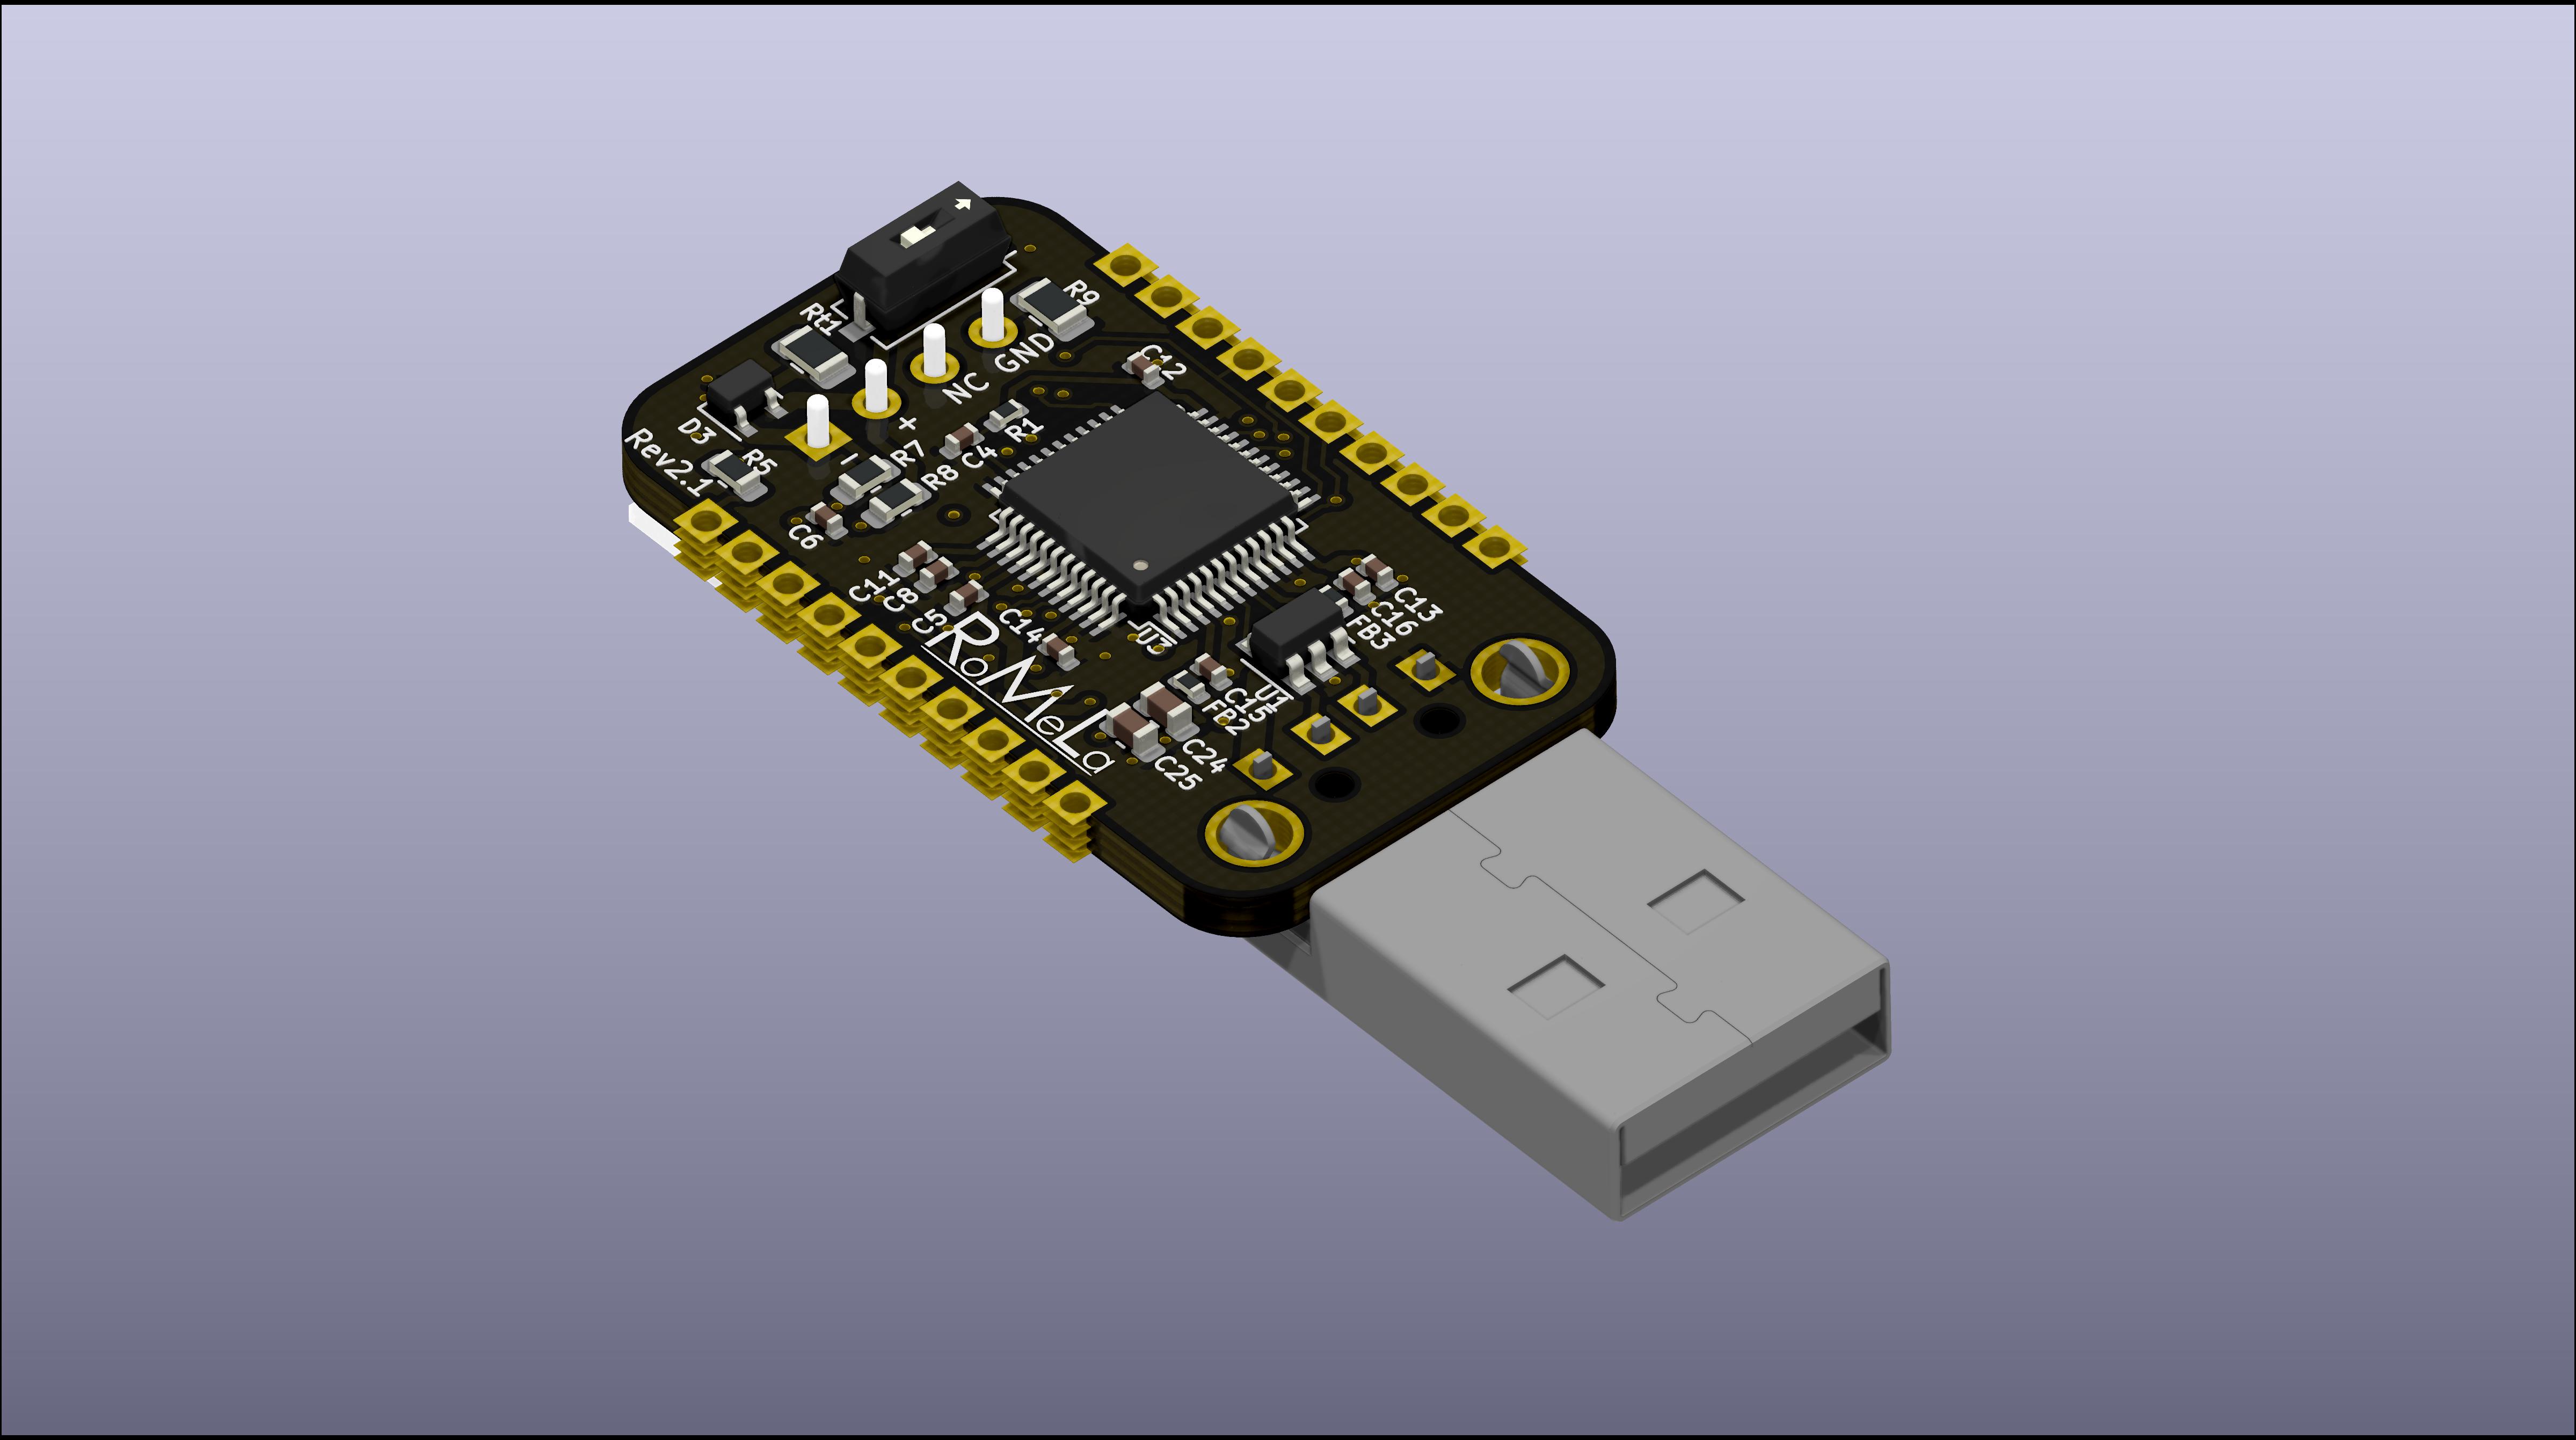 R9
Rt1
GND
C12
NC
+
D3
R1
R7
C4
Rev2.1
R5
R8
-
C6
C11
C8
C5
C14
U3
C13
C16
FB3
RoMeLa
U1
C15
FB2
C24
C25